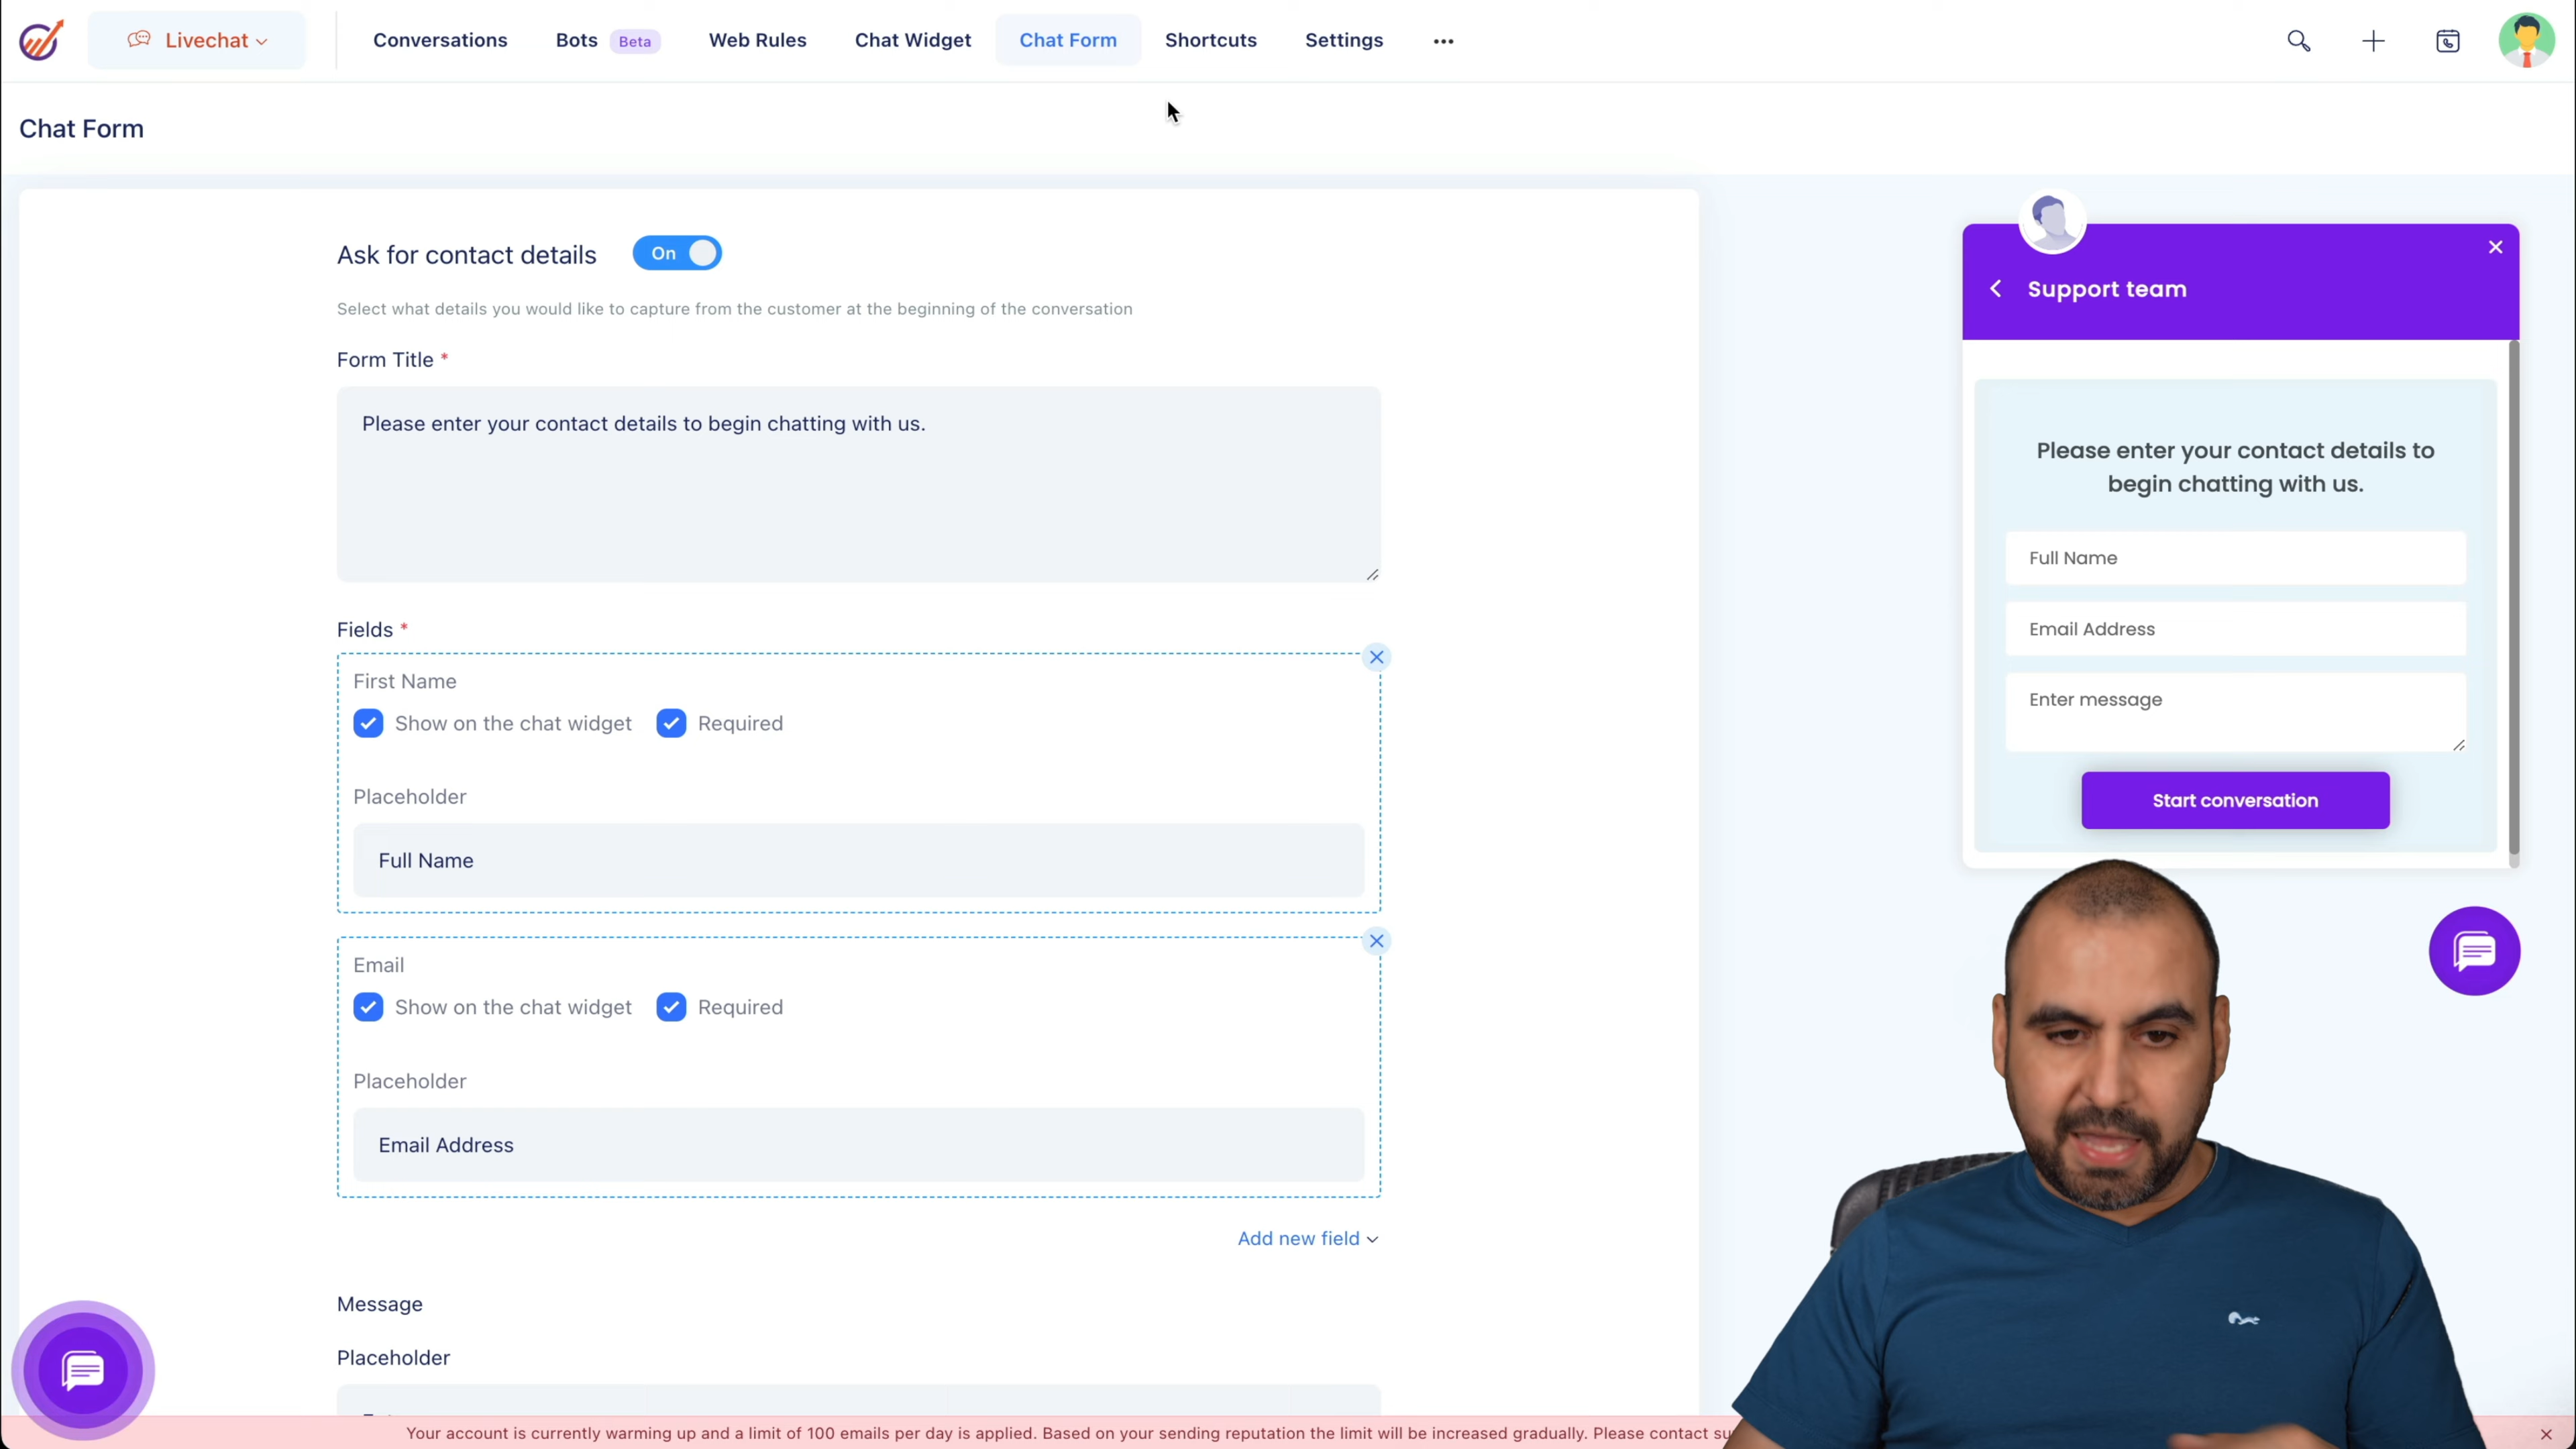 Livechat
Conversations
Bots Beta
Web Rules
Chat Widget
Chat Form
Shortcuts
Settings
Chat Form
Ask for contact details On
Select what details you would like to capture from the customer at the beginning of the conversation
Form Title *
Please enter your contact details to begin chatting with us.
Fields *
First Name
Show on the chat widget Required
Placeholder
Full Name
Email
Show on the chat widget Required
Placeholder
Email Address
Add new field
Message
Placeholder
Support team
Please enter your contact details to
begin chatting with us.
Full Name
Email Address
Enter message
Start conversation
Your account is currently warming up and a limit of 100 emails per day is applied. Based on your sending reputation the limit will be increased gradually. Please contact